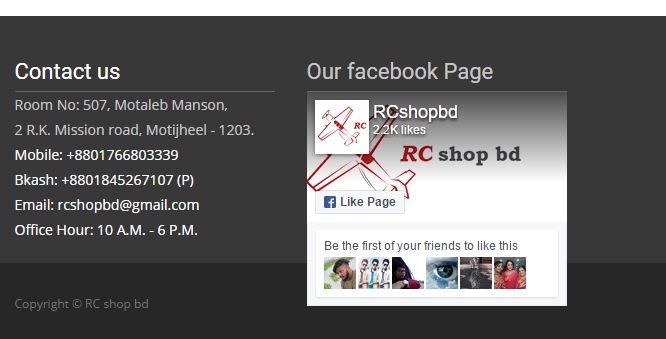 Contact us
Room No: 507, Motaleb Manson,
2 R.K. Mission road, Motijheel - 1203.
Mobile: +8801766803339
Bkash: +8801845267107 (P)
Email: rcshopbd@gmail.com
Office Hour: 10 A.M. - 6 P.M.
Our facebook Page
RC
RCshopbd
2.2K likes
RC shop bd
Like Page
Be the first of your friends to like this
Copyright © RC shop bd